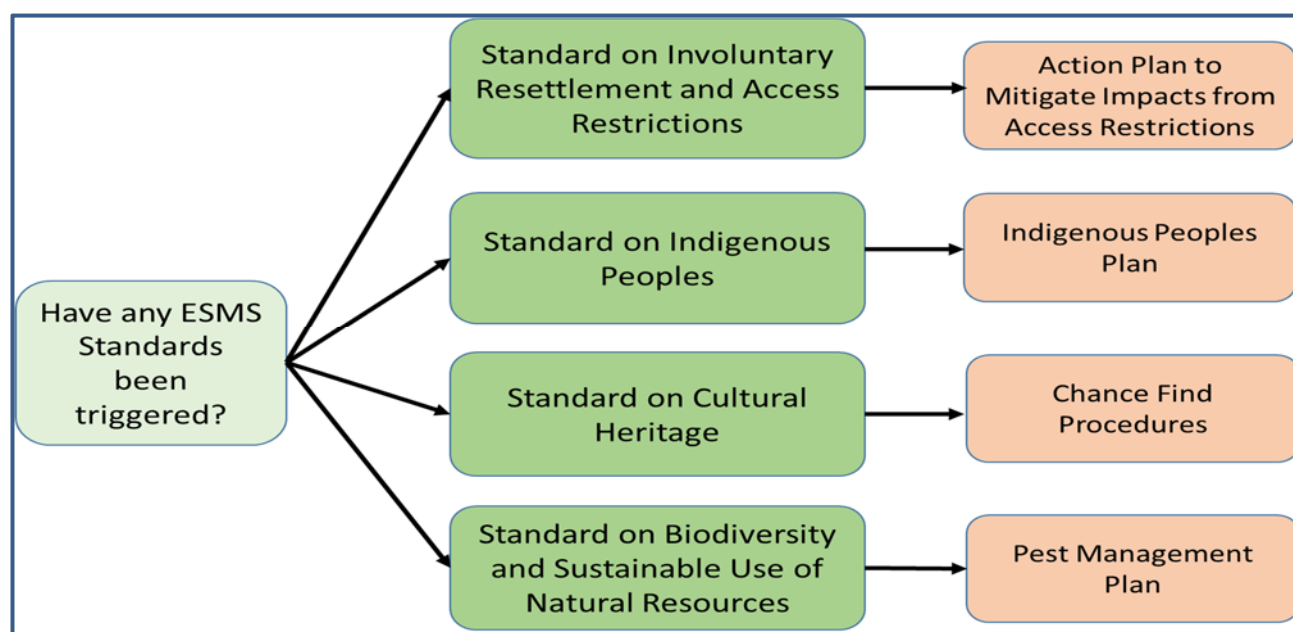 Have any ESMS
Standards
been
triggered?
Standard on Involuntary
Resettlement and Access
Restrictions
Action Plan to
Mitigate Impacts from
Access Restrictions
Standard on Indigenous
Peoples
Indigenous Peoples
Plan
Standard on Cultural
Heritage
Chance Find
Procedures
Standard on Biodiversity
and Sustainable Use of
Natural Resources
Pest Management
Plan